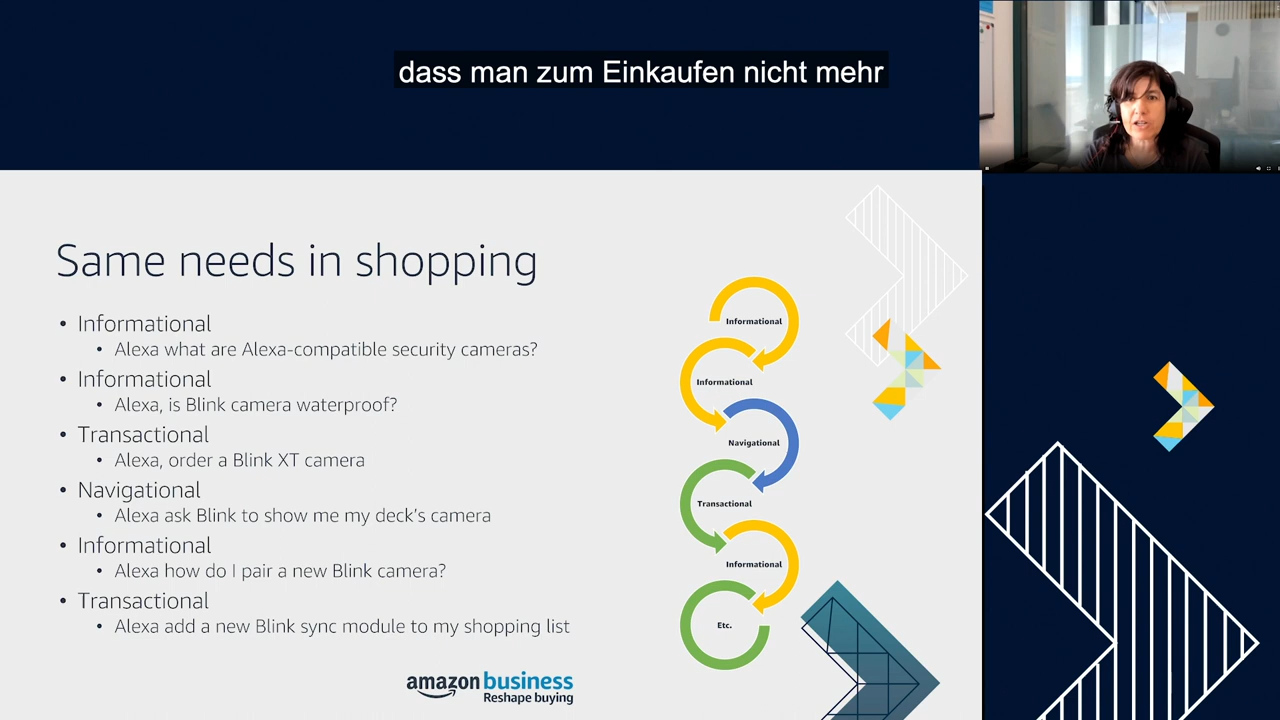 dass man zum Einkaufen nicht mehr
Same needs in shopping
• Informational
• Alexa what are Alexa-compatible security cameras?
• Informational
• Alexa, is Blink camera waterproof?
• Transactional
• Alexa, order a Blink XT camera
• Navigational
• Alexa ask Blink to show me my deck's camera
• Informational
• Alexa how do I pair a new Blink camera?
• Transactional
• Alexa add a new Blink sync module to my shopping list
Informational
Informational
Navigational
Transactional
Informational
Etc.
amazon business
Reshape buying